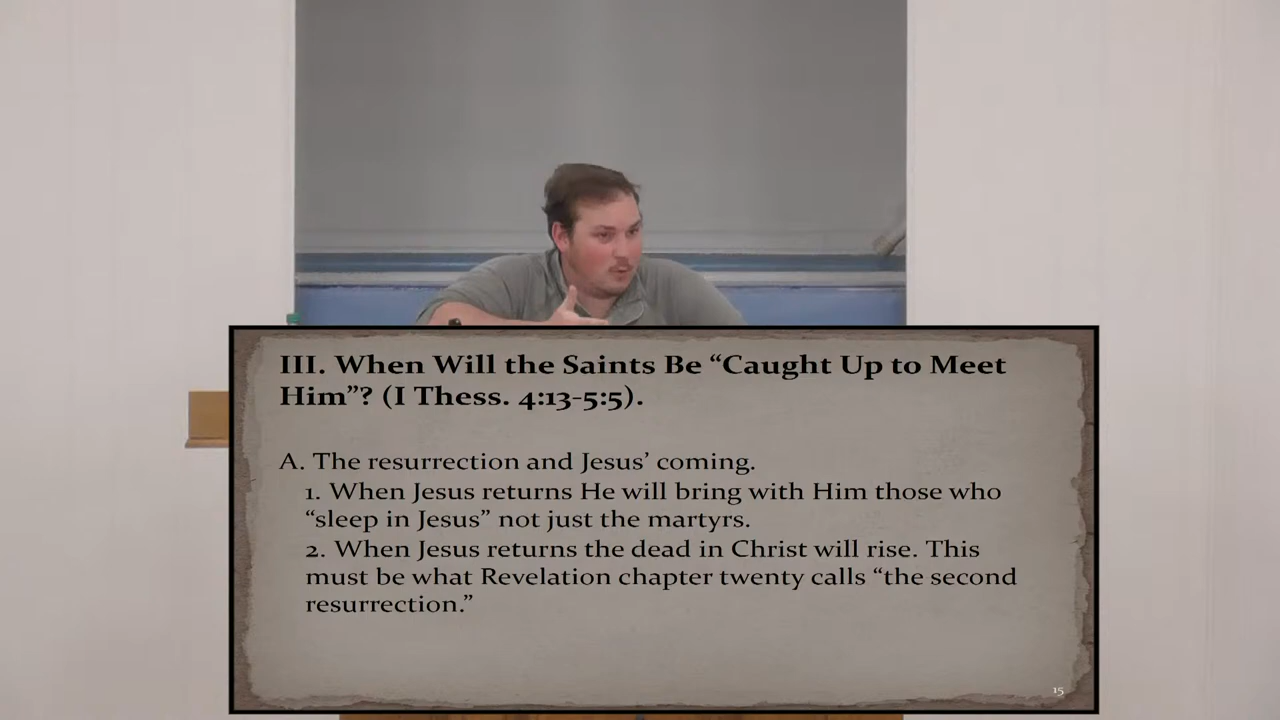 III. When Will the Saints Be “Caught Up to Meet
Him”? (I Thess. 4:13-5:5).
A. The resurrection and Jesus’ coming.
1. When Jesus returns He will bring with Him those who
“sleep in Jesus” not just the martyrs.
2. When Jesus returns the dead in Christ will rise. This
must be what Revelation chapter twenty calls “the second
resurrection.”
15